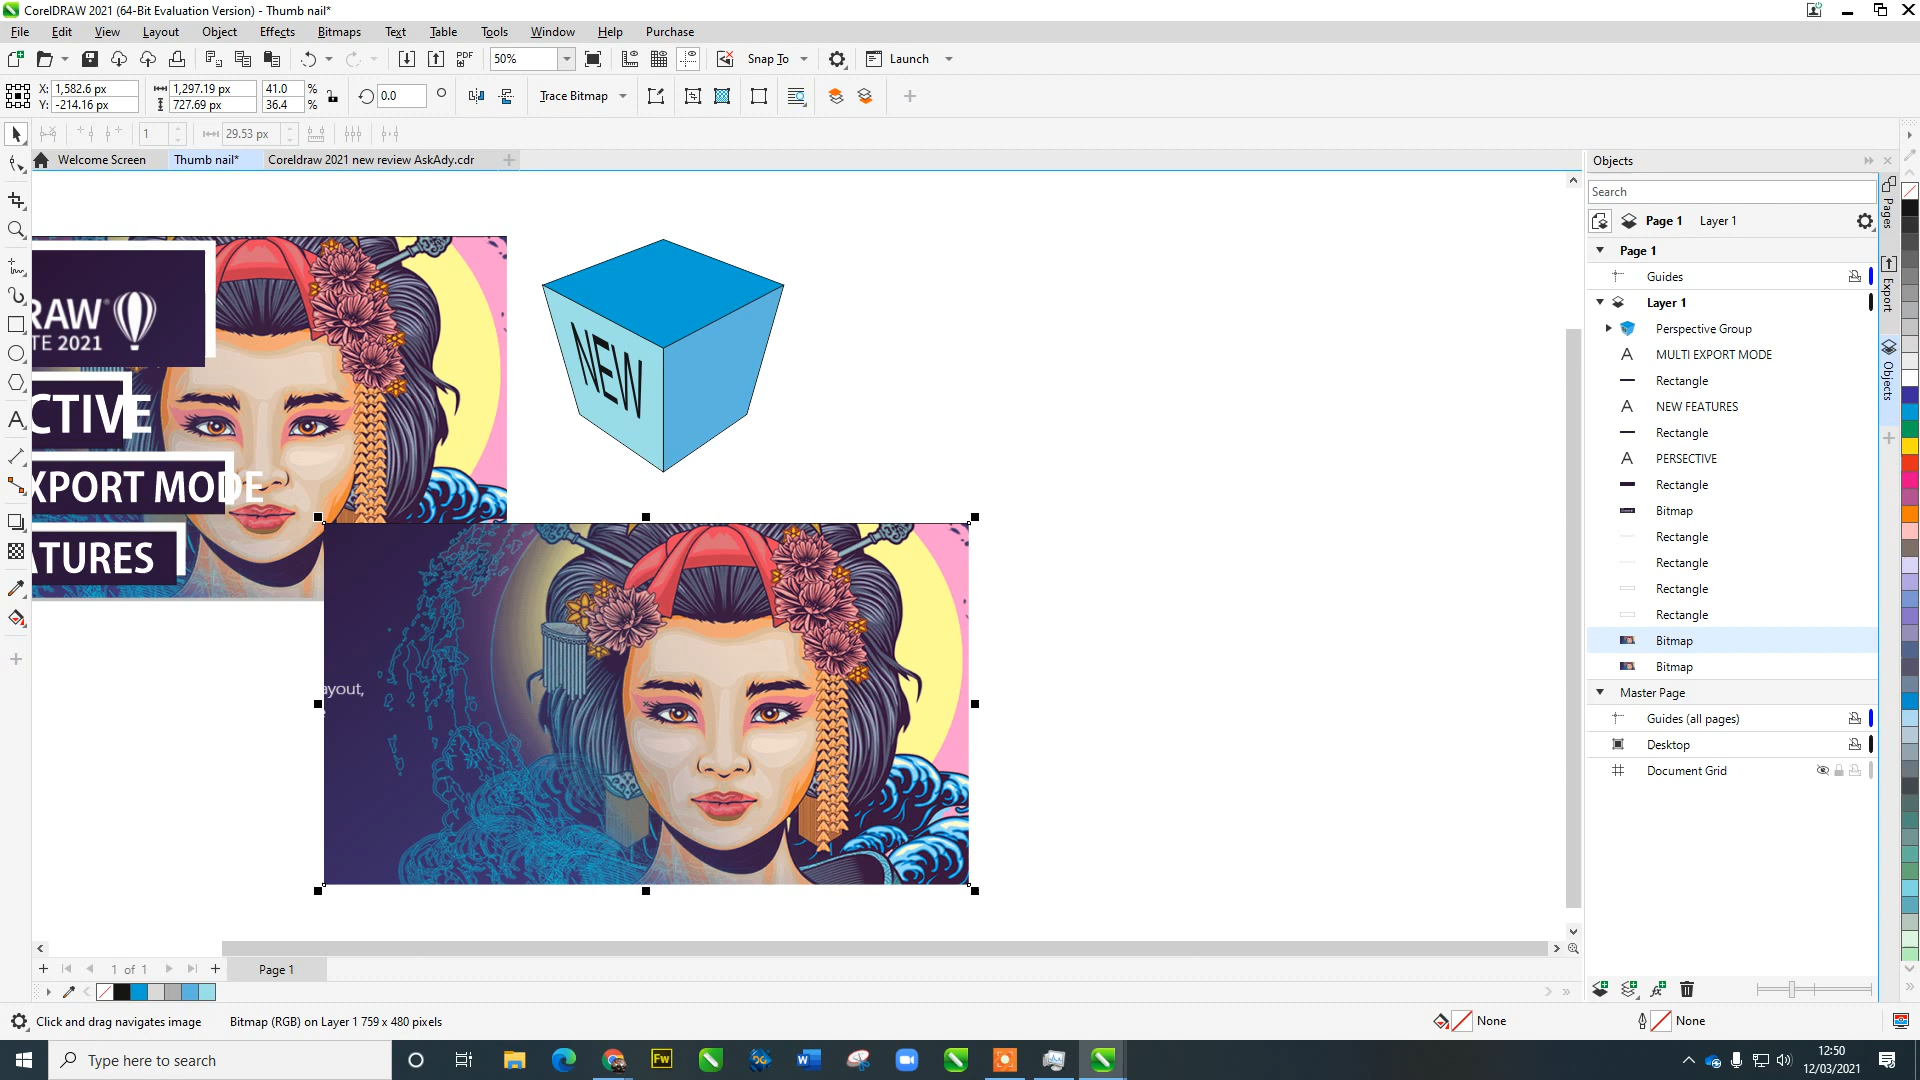 CorelDRAW 2021 (64-Bit Evaluation Version) - Thumb nail*
File Edit View Layout Object Effects Bitmaps Text Table Tools Window Help Purchase
PDF 50% Snap To Launch
X: 1,582.6 px 1,297.19 px 41.0 %
Y: -214.16 px 727.69 px 36.4 %
0.0 Trace Bitmap
1 29.53 px
Welcome Screen Thumb nail* Coreldraw 2021 new review AskAdy.cdr
RAW®
TE 2021
CTIVE
XPORT MODE
ATURES
NEW
ayout,
Objects
Search
Page 1 Layer 1
Page 1
Guides
Layer 1
Perspective Group
MULTI EXPORT MODE
Rectangle
NEW FEATURES
Rectangle
PERSECTIVE
Rectangle
Bitmap
Rectangle
Rectangle
Rectangle
Rectangle
Bitmap
Bitmap
Master Page
Guides (all pages)
Desktop
Document Grid
Pages
Export
Objects
1 of 1 Page 1
Click and drag navigates image Bitmap (RGB) on Layer 1 759 x 480 pixels None None
Type here to search
Fw
12:50
12/03/2021